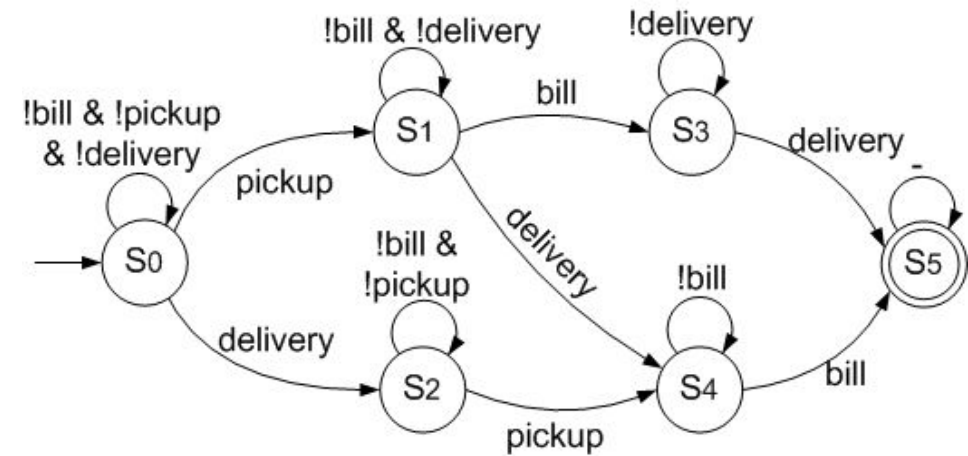 !bill & !delivery
!delivery
bill
!bill & !pickup
& !delivery
S1
S3
delivery
pickup
-
delivery
S0
!bill &
!pickup
!bill
S5
delivery
S2
S4
bill
pickup